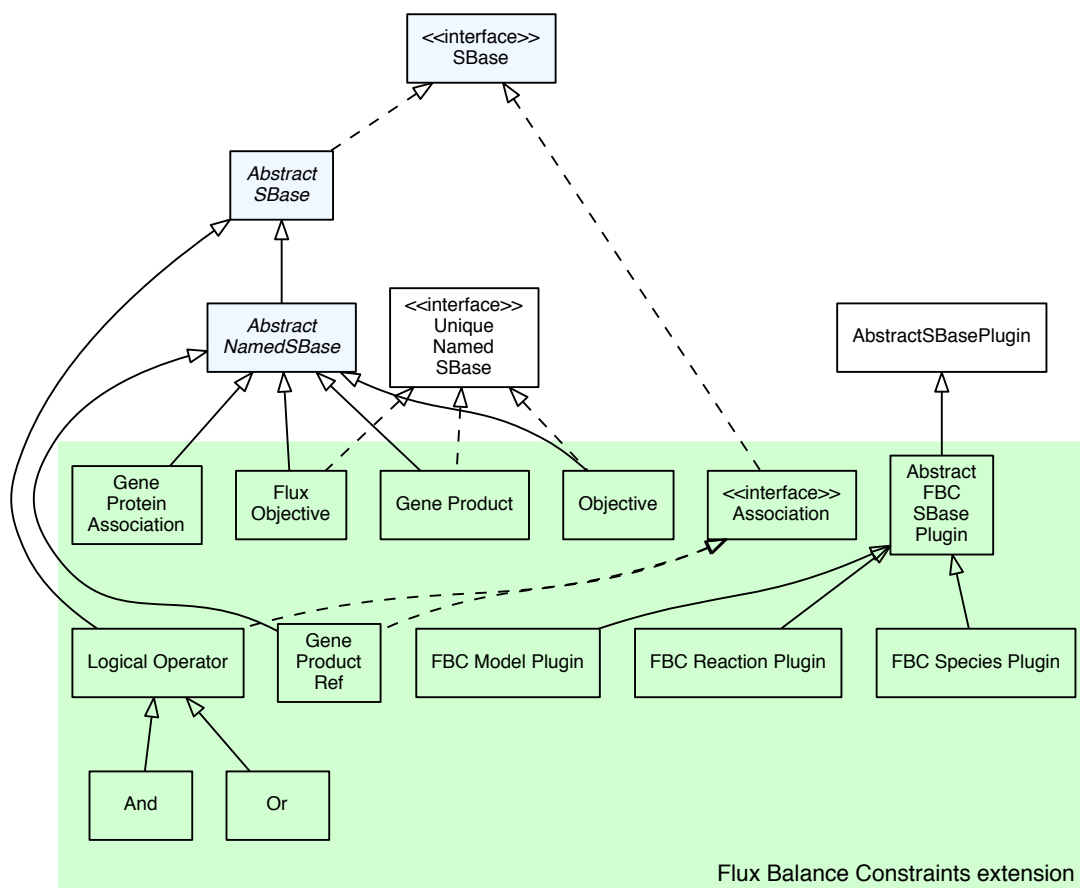 <<interface>>
SBase
Abstract
SBase
Abstract
NamedSBase
<<interface>>
Unique
Named
SBase
AbstractSBasePlugin
Gene
Protein
Association
Flux
Objective
Gene Product
Objective
<<interface>>
Association
Abstract
FBC
SBase
Plugin
Logical Operator
Gene
Product
Ref
FBC Model Plugin
FBC Reaction Plugin
FBC Species Plugin
And
Or
Flux Balance Constraints extension